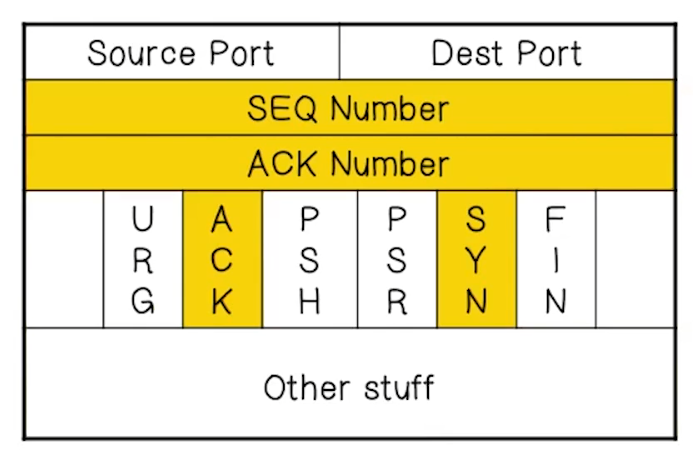 Source Port
Dest Port
SEQ Number
ACK Number
URG
ACK
PSH
PSR
SYN
FIN
Other stuff